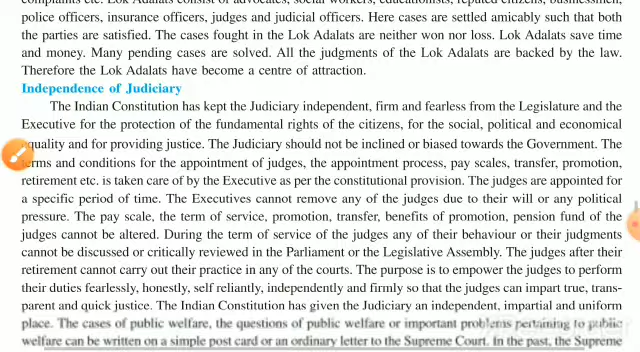 complaints etc. Lok Adalats consist of advocates, social workers, educationists, reputed citizens, businessmen,
police officers, insurance officers, judges and judicial officers. Here cases are settled amicably such that both
the parties are satisfied. The cases fought in the Lok Adalats are neither won nor loss. Lok Adalats save time
and money. Many pending cases are solved. All the judgments of the Lok Adalats are backed by the law.
Therefore the Lok Adalats have become a centre of attraction.
Independence of Judiciary
The Indian Constitution has kept the Judiciary independent, firm and fearless from the Legislature and the
Executive for the protection of the fundamental rights of the citizens, for the social, political and economical
quality and for providing justice. The Judiciary should not be inclined or biased towards the Government. The
terms and conditions for the appointment of judges, the appointment process, pay scales, transfer, promotion,
retirement etc. is taken care of by the Executive as per the constitutional provision. The judges are appointed for
a specific period of time. The Executives cannot remove any of the judges due to their will or any political
pressure. The pay scale, the term of service, promotion, transfer, benefits of promotion, pension fund of the
judges cannot be altered. During the term of service of the judges any of their behaviour or their judgments
cannot be discussed or critically reviewed in the Parliament or the Legislative Assembly. The judges after their
retirement cannot carry out their practice in any of the courts. The purpose is to empower the judges to perform
their duties fearlessly, honestly, self reliantly, independently and firmly so that the judges can impart true, trans-
parent and quick justice. The Indian Constitution has given the Judiciary an independent, impartial and uniform
place. The cases of public welfare, the questions of public welfare or important problems pertaining to public
welfare can be written on a simple post card or an ordinary letter to the Supreme Court. In the past, the Supreme